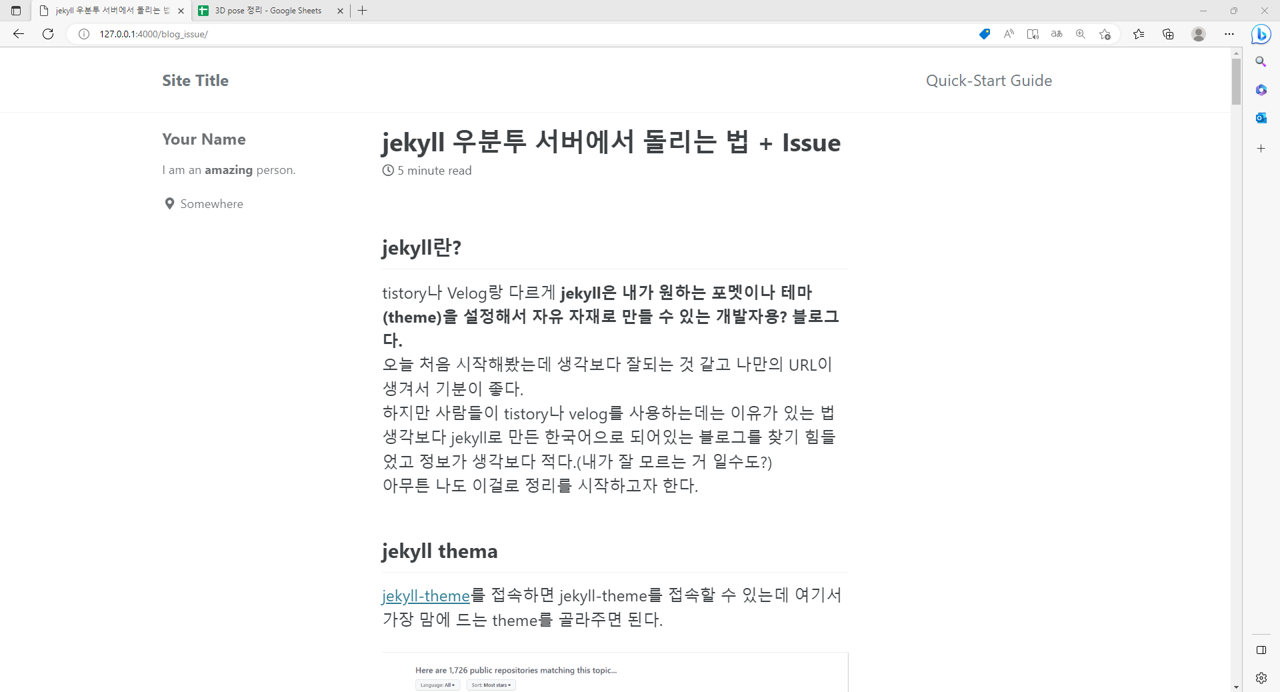 jekyll 우분투 서버에서 돌리는 법
3D pose 정리 - Google Sheets
127.0.0.1:4000/blog_issue/
Site Title
Quick-Start Guide
Your Name
I am an amazing person.
Somewhere
jekyll 우분투 서버에서 돌리는 법 + Issue
5 minute read
jekyll란?
tistory나 Velog랑 다르게 jekyll은 내가 원하는 포멧이나 테마
(theme)을 설정해서 자유 자재로 만들 수 있는 개발자용? 블로그
다.
오늘 처음 시작해봤는데 생각보다 잘되는 것 같고 나만의 URL이
생겨서 기분이 좋다.
하지만 사람들이 tistory나 velog를 사용하는데는 이유가 있는 법
생각보다 jekyll로 만든 한국어으로 되어있는 블로그를 찾기 힘들
었고 정보가 생각보다 적다.(내가 잘 모르는 거 일수도?)
아무튼 나도 이걸로 정리를 시작하고자 한다.
jekyll thema
jekyll-theme를 접속하면 jekyll-theme를 접속할 수 있는데 여기서
가장 맘에 드는 theme를 골라주면 된다.
Here are 1,726 public repositories matching this topic...
Language: All
Sort: Most stars